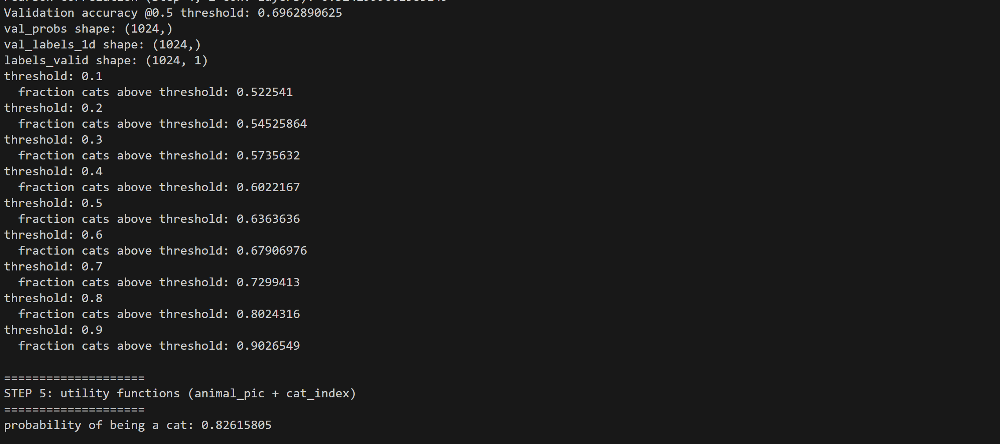 Validation accuracy @0.5 threshold: 0.6962890625
val_probs shape: (1024,)
val_labels_1d shape: (1024,)
labels_valid shape: (1024, 1)
threshold: 0.1
  fraction cats above threshold: 0.522541
threshold: 0.2
  fraction cats above threshold: 0.54525864
threshold: 0.3
  fraction cats above threshold: 0.5735632
threshold: 0.4
  fraction cats above threshold: 0.6022167
threshold: 0.5
  fraction cats above threshold: 0.6363636
threshold: 0.6
  fraction cats above threshold: 0.67906976
threshold: 0.7
  fraction cats above threshold: 0.7299413
threshold: 0.8
  fraction cats above threshold: 0.8024316
threshold: 0.9
  fraction cats above threshold: 0.9026549

====================
STEP 5: utility functions (animal_pic + cat_index)
====================
probability of being a cat: 0.82615805